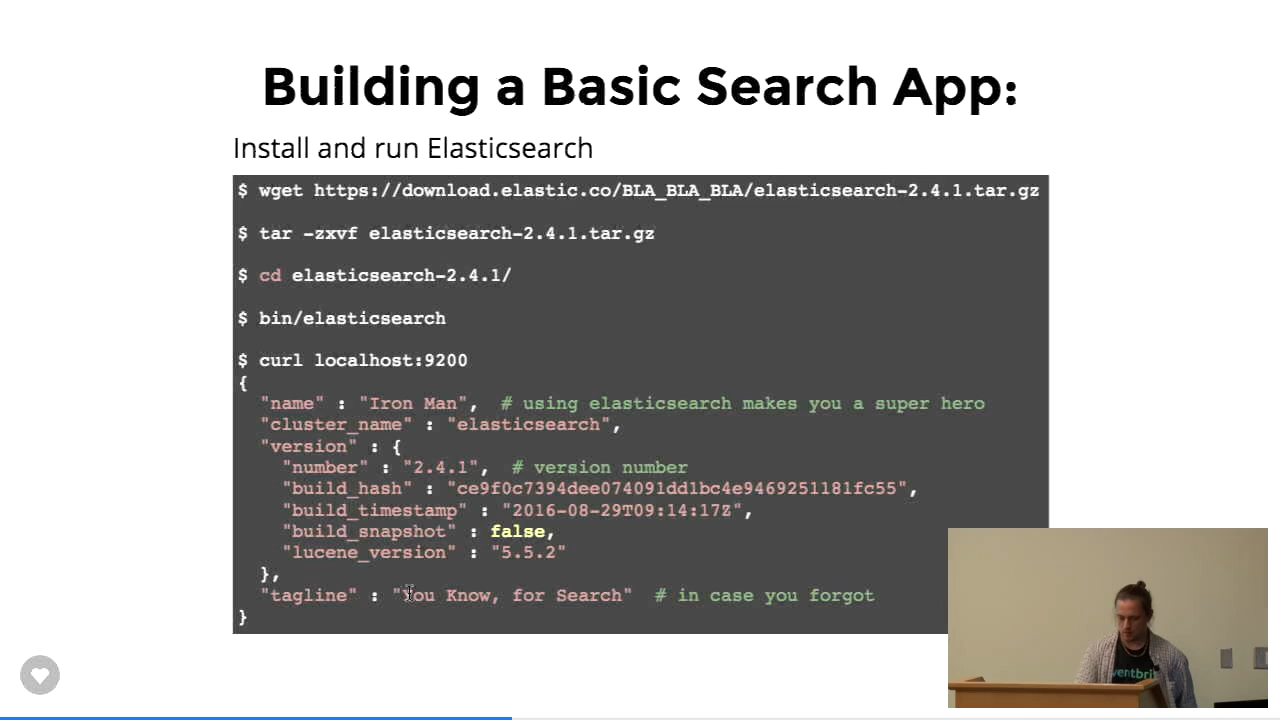 Building a Basic Search App:
Install and run Elasticsearch
$ wget https://download.elastic.co/BLA_BLA_BLA/elasticsearch-2.4.1.tar.gz
$ tar -zxvf elasticsearch-2.4.1.tar.gz
$ cd elasticsearch-2.4.1/
$ bin/elasticsearch
$ curl localhost:9200
{
"name" : "Iron Man", # using elasticsearch makes you a super hero
"cluster_name" : "elasticsearch",
"version" : {
"number" : "2.4.1", # version number
"build_hash" : "ce9f0c7394dee074091dd1bc4e9469251181fc55",
"build_timestamp" : "2016-08-29T09:14:17Z",
"build_snapshot" : false,
"lucene_version" : "5.5.2"
},
"tagline" : "You Know, for Search" # in case you forgot
}
ventbri